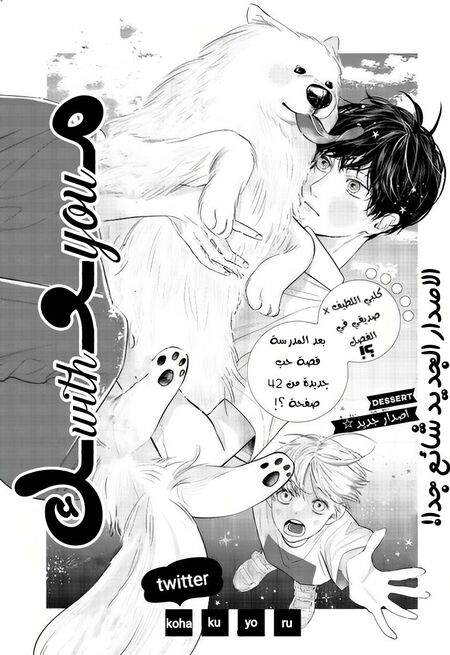 with you
الاصدار الجديد شائع جدا!
كلبي اللطيف x
صديقي في
الفصل
؟!
بعد المدرسة
قصة حب
جديدة من 42
صفحة ؟!
DESSERT
اصدار جديد ☆
twitter
koha ku yo ru